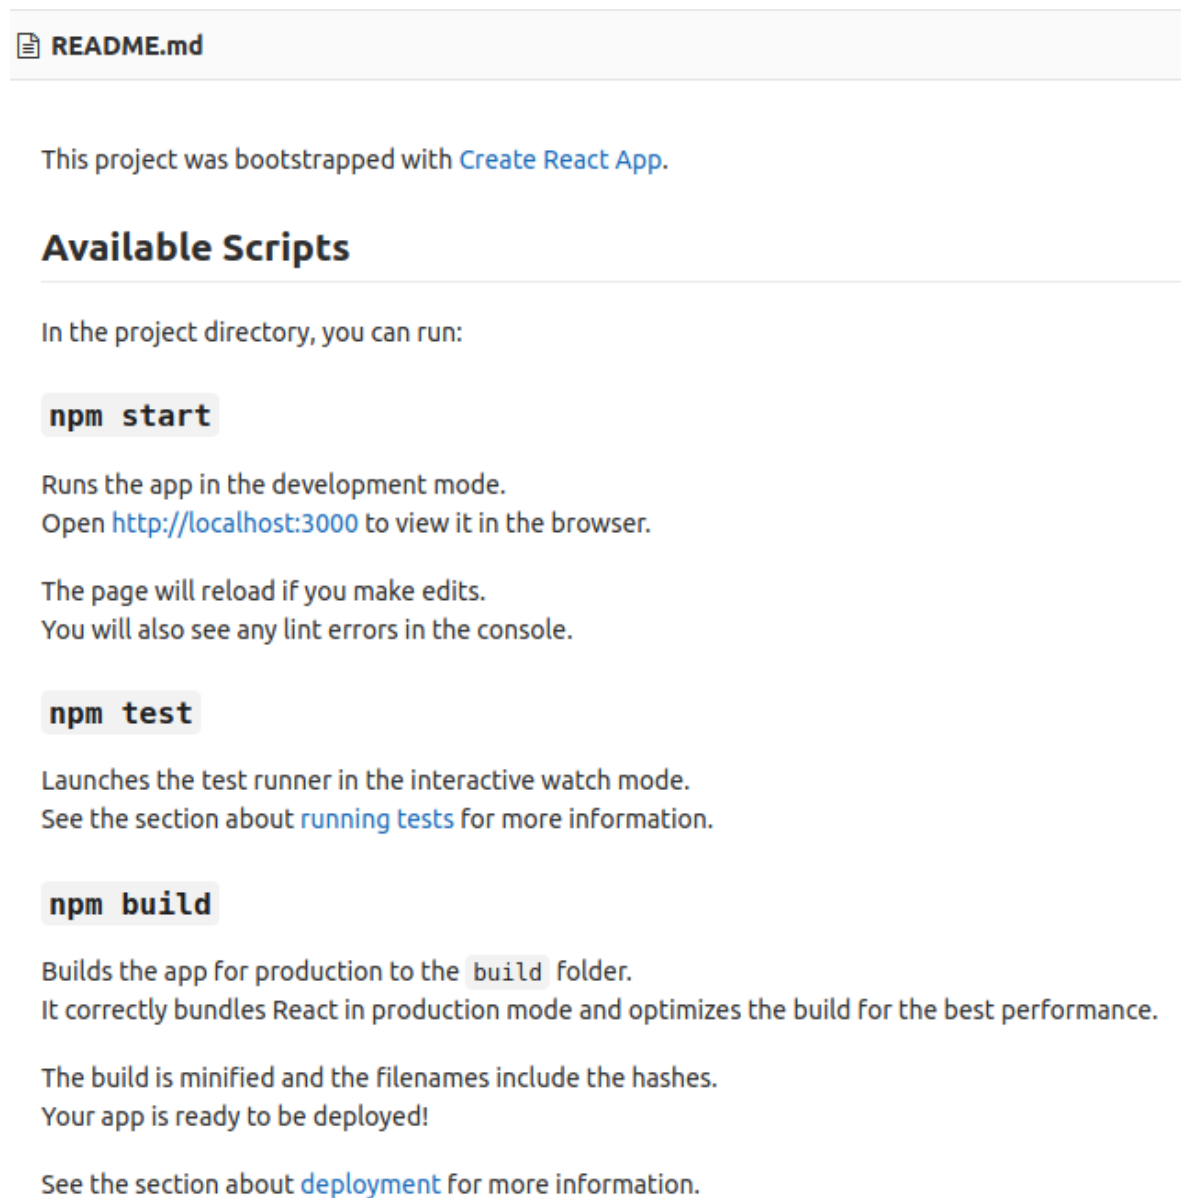 README.md
This project was bootstrapped with Create React App.
Available Scripts
In the project directory, you can run:
npm start
Runs the app in the development mode.
Open http://localhost:3000 to view it in the browser.
The page will reload if you make edits.
You will also see any lint errors in the console.
npm test
Launches the test runner in the interactive watch mode.
See the section about running tests for more information.
npm build
Builds the app for production to the build folder.
It correctly bundles React in production mode and optimizes the build for the best performance.
The build is minified and the filenames include the hashes.
Your app is ready to be deployed!
See the section about deployment for more information.